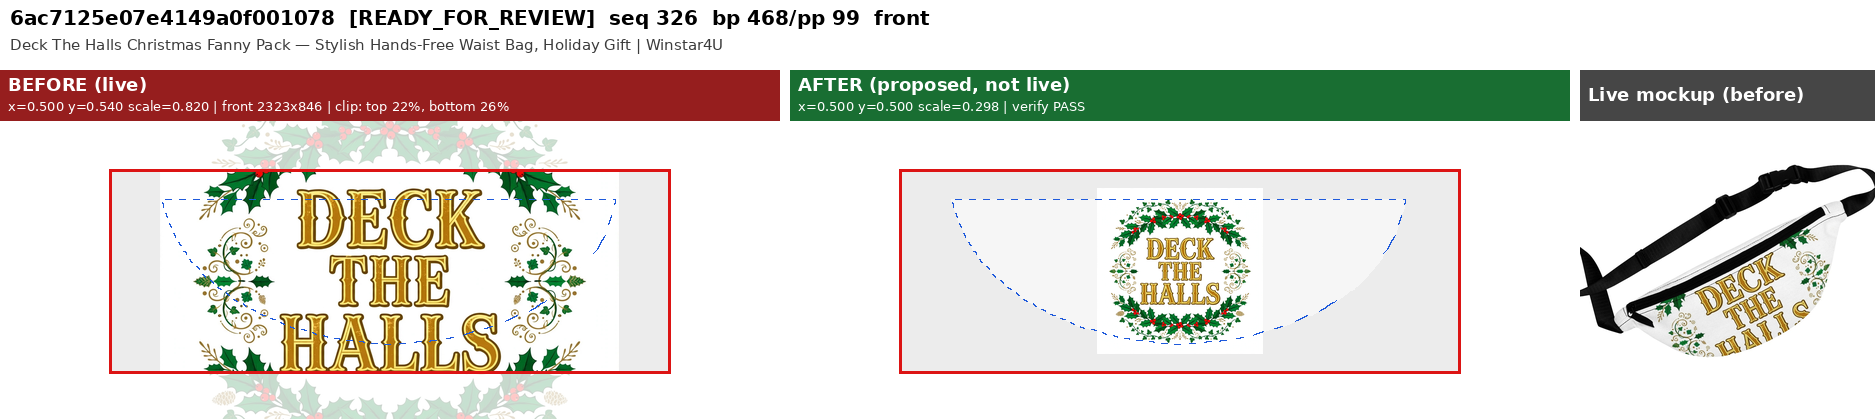 6ac7125e07e4149a0f001078 [READY_FOR_REVIEW] seq 326 bp 468/pp 99 front
Deck The Halls Christmas Fanny Pack — Stylish Hands-Free Waist Bag, Holiday Gift | Winstar4U
BEFORE (live)
x=0.500 y=0.540 scale=0.820 | front 2323x846 | clip: top 22%, bottom 26%
AFTER (proposed, not live)
x=0.500 y=0.500 scale=0.298 | verify PASS
Live mockup (before)
DECK
THE
HALLS
DECK
THE
HALLS
DECK
THE
HALLS